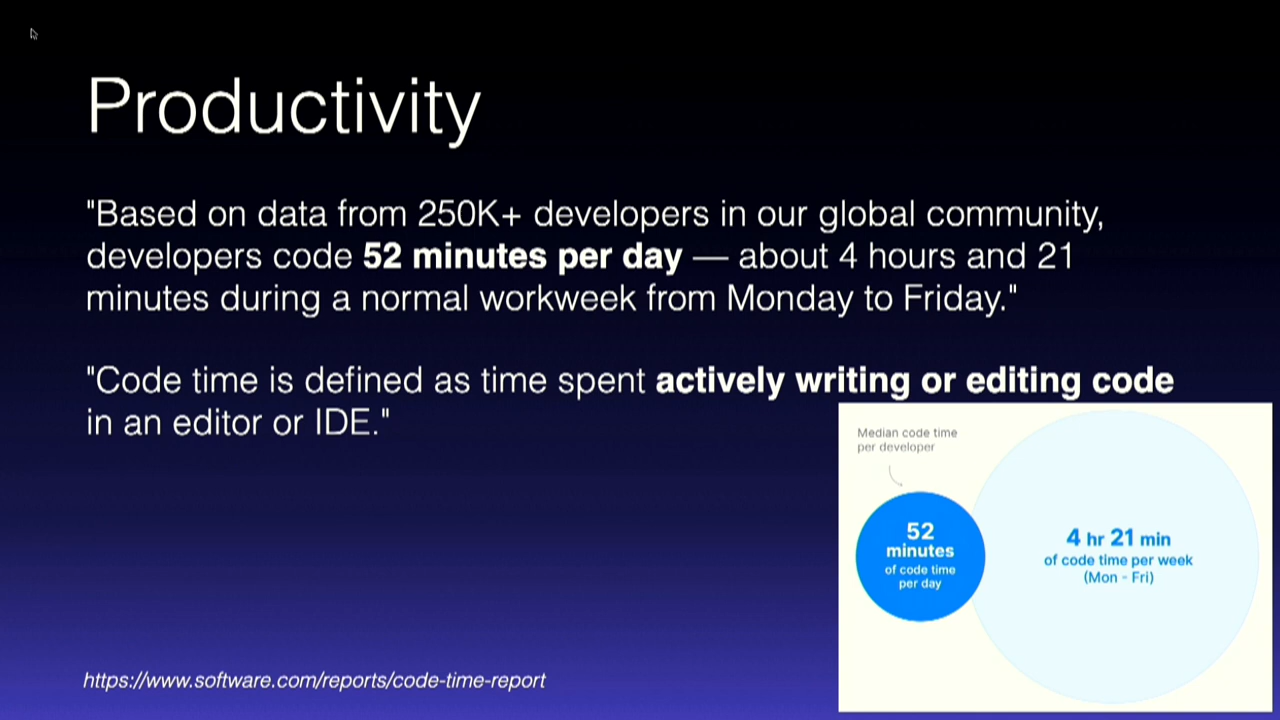 Productivity
"Based on data from 250K+ developers in our global community,
developers code 52 minutes per day — about 4 hours and 21
minutes during a normal workweek from Monday to Friday."
"Code time is defined as time spent actively writing or editing code
in an editor or IDE."
Median code time
per developer
52
minutes
of code time
per day
4 hr 21 min
of code time per week
(Mon - Fri)
https://www.software.com/reports/code-time-report